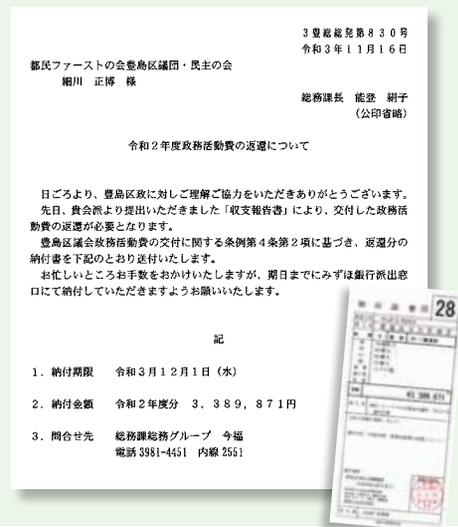 3豊総総発第830号
令和3年11月16日
都民ファーストの会豊島区議団・民主の会
細川 正博 様
総務課長 能登 絹子
(公印省略)
令和2年度政務活動費の返還について
日ごろより、豊島区政に対しご理解ご協力をいただきありがとうございます。
先日、貴会派より提出いただきました「収支報告書」により、交付した政務活
動費の返還が必要となります。
豊島区議会政務活動費の交付に関する条例第4条第2項に基づき、返還分の
納付書を下記のとおり送付いたします。
お忙しいところお手数をおかけいたしますが、期日までにみずほ銀行派出窓
口にて納付していただきますようお願いいたします。
記
1.納付期限 令和3月12月1日(水)
2.納付金額 令和2年度分 3,389,871円
3.問合せ先 総務課総務グループ 今福
電話 3981-4451 内線 2551
28